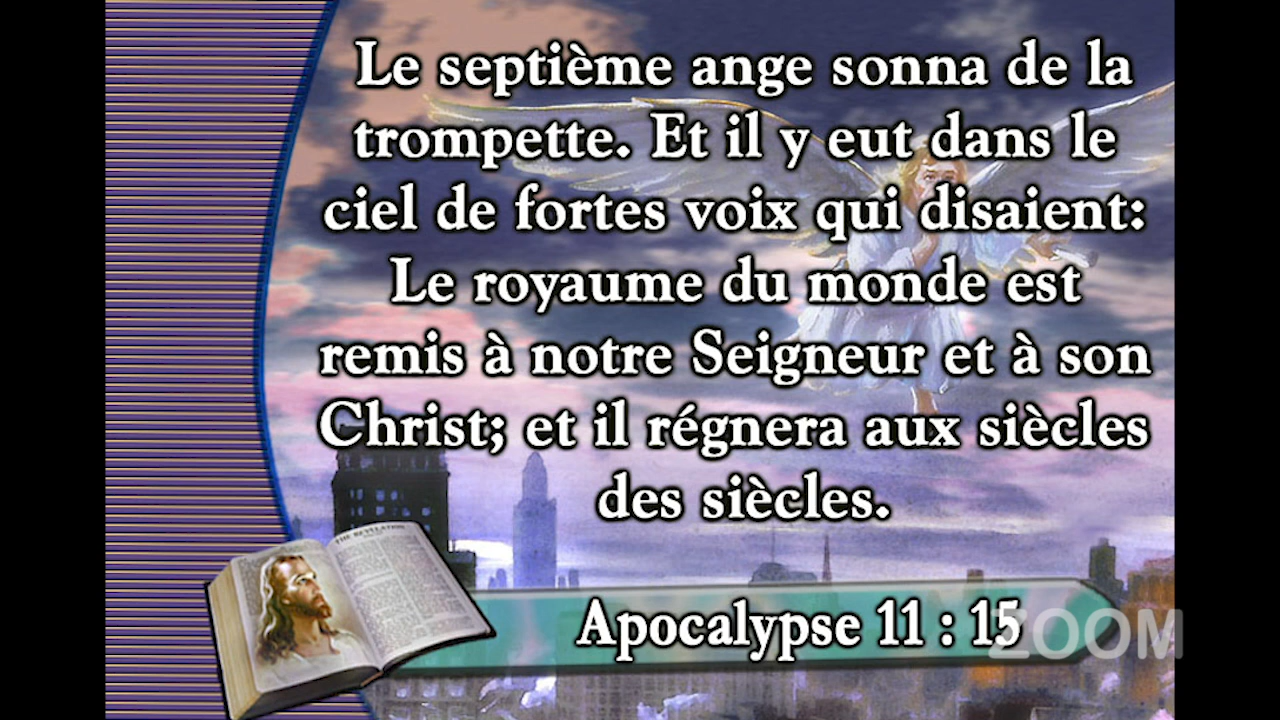 Le septième ange sonna de la
trompette. Et il y eut dans le
ciel de fortes voix qui disaient:
Le royaume du monde est
remis à notre Seigneur et à son
Christ; et il régnera aux siècles
des siècles.
THE REVELATION
Apocalypse 11 : 15
ZOOM